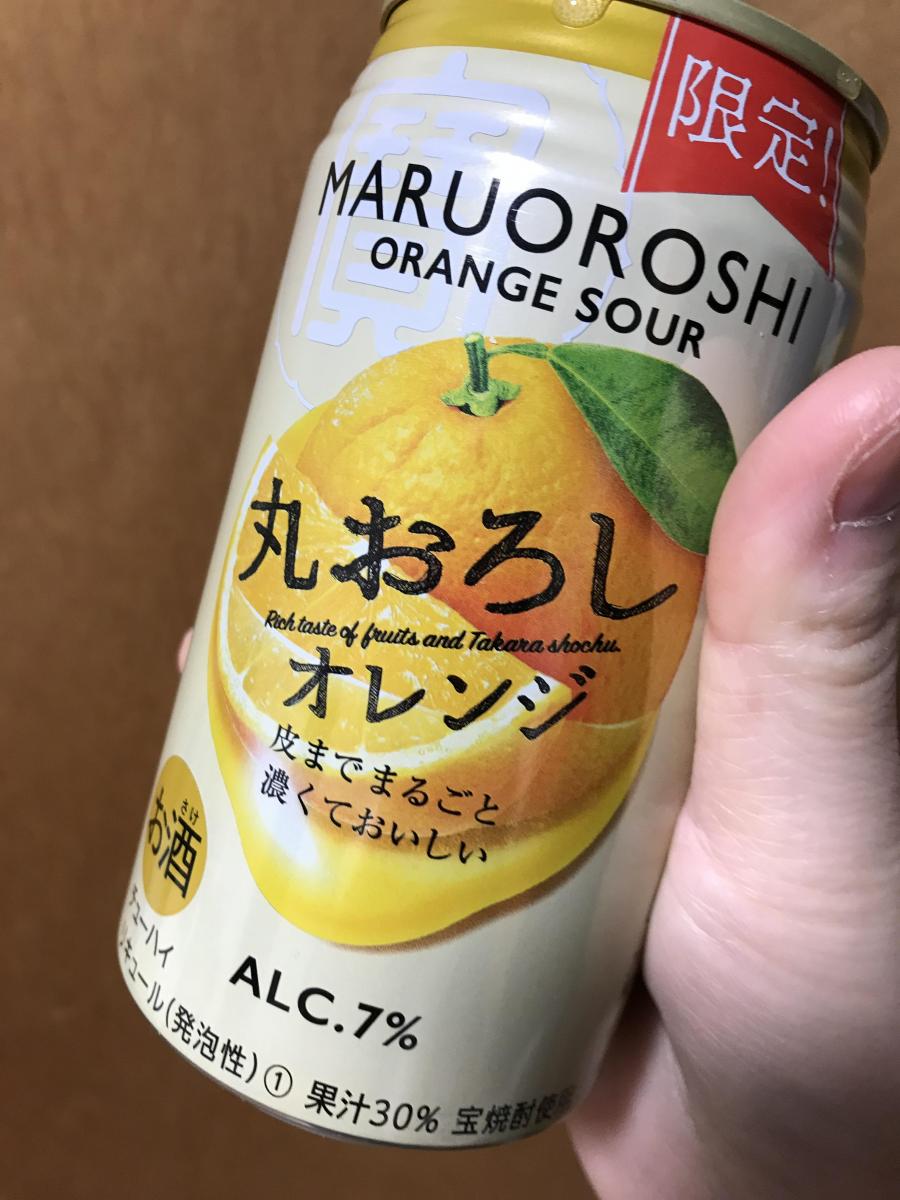 限定!
寶
MARUOROSHI
ORANGE SOUR
丸おろし
Rich taste of fruits and Takara shochu.
オレンジ
皮までまるごと
濃くておいしい
さけ
お酒
チューハイ
キュール(発泡性)①
果汁30% 宝焼酎使
ALC.7%